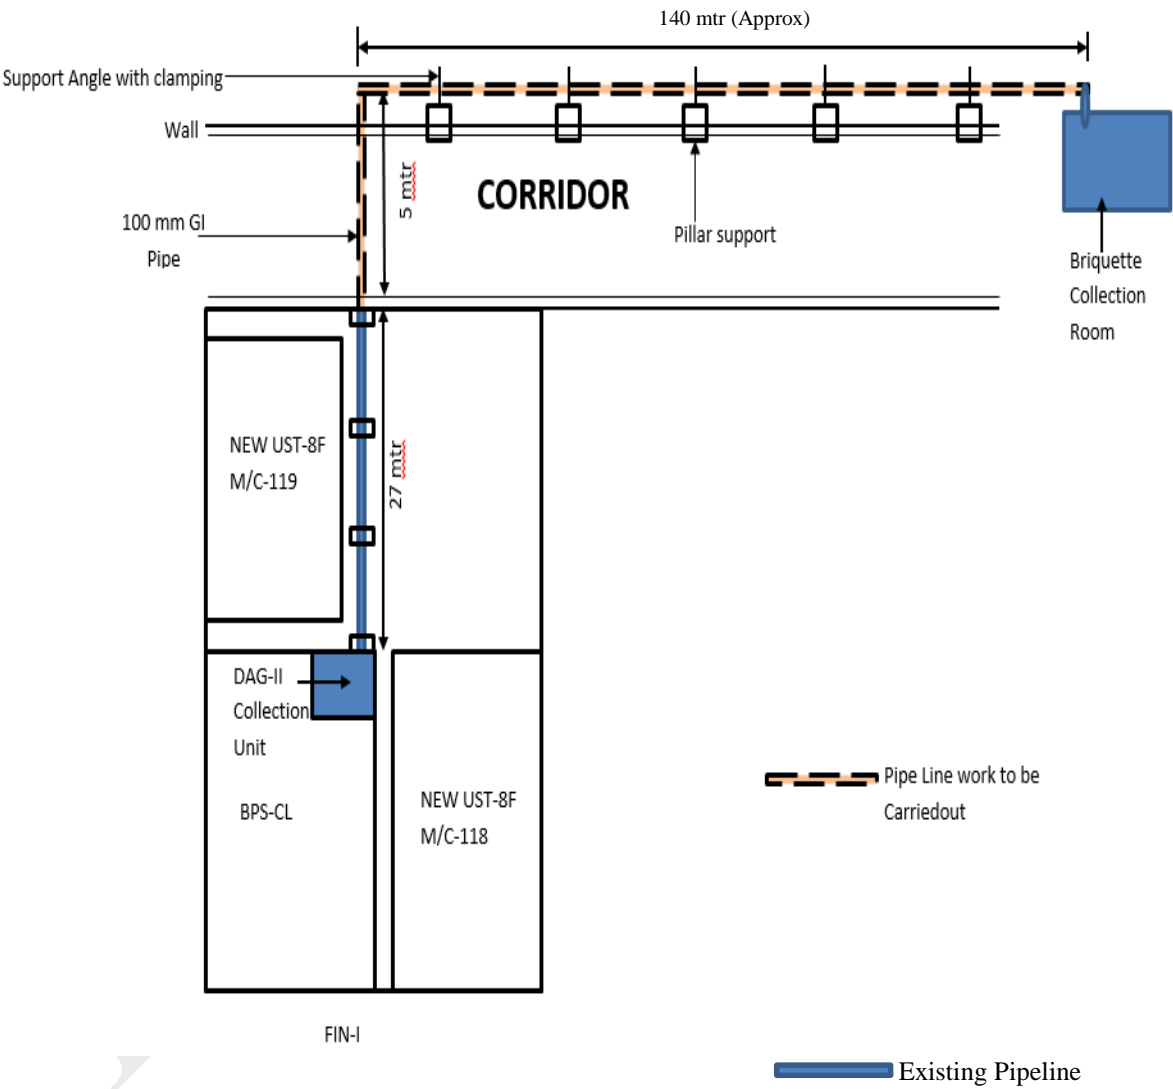 140 mtr (Approx)
Support Angle with clamping
Wall
5 mtr
CORRIDOR
100 mm GI
Pipe
Pillar support
Briquette
Collection
Room
NEW UST-8F
M/C-119
27 mtr
DAG-II
Collection
Unit
BPS-CL
NEW UST-8F
M/C-118
Pipe Line work to be
Carriedout
FIN-I
Existing Pipeline